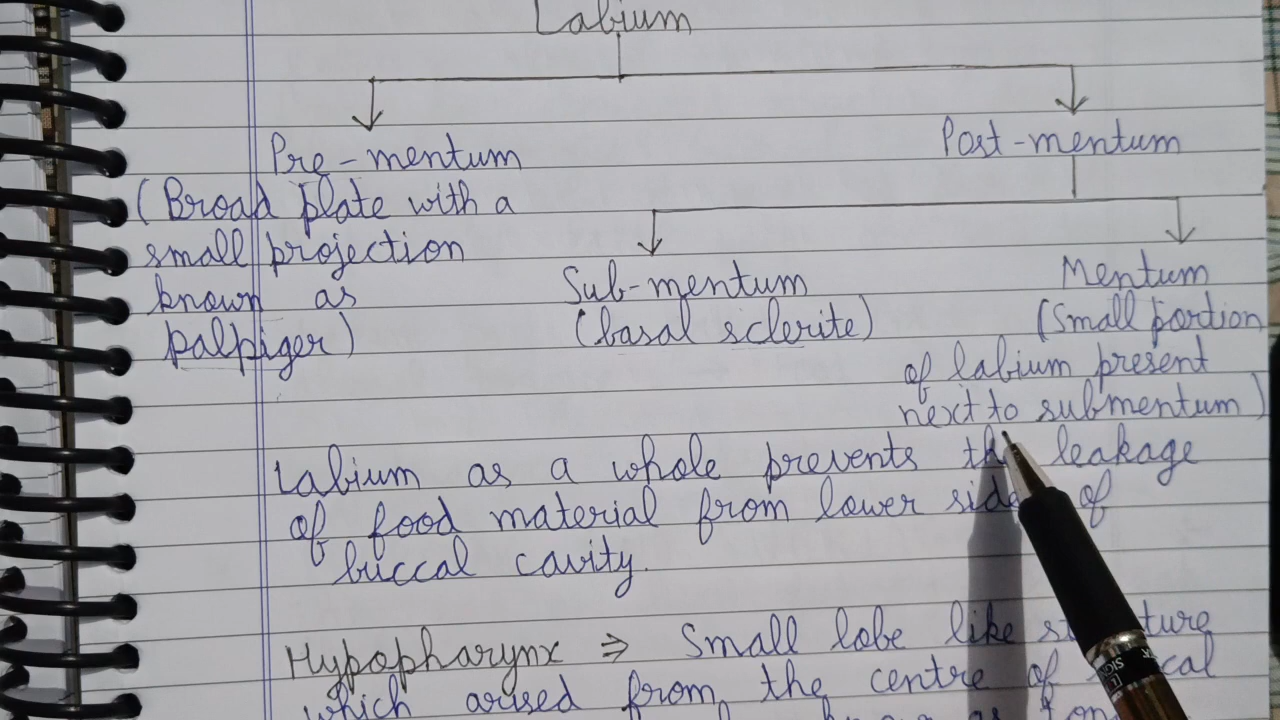 Labium
Pre-mentum
Post-mentum
(Broad plate with a
small projection
known as
palpiger)
Sub-mentum
(basal sclerite)
Mentum
(Small portion
of labium present
next to submentum)
Labium as a whole prevents the leakage
of food material from lower side of
buccal cavity.
Hypopharynx ⇒ Small lobe like
which arised from the centre of